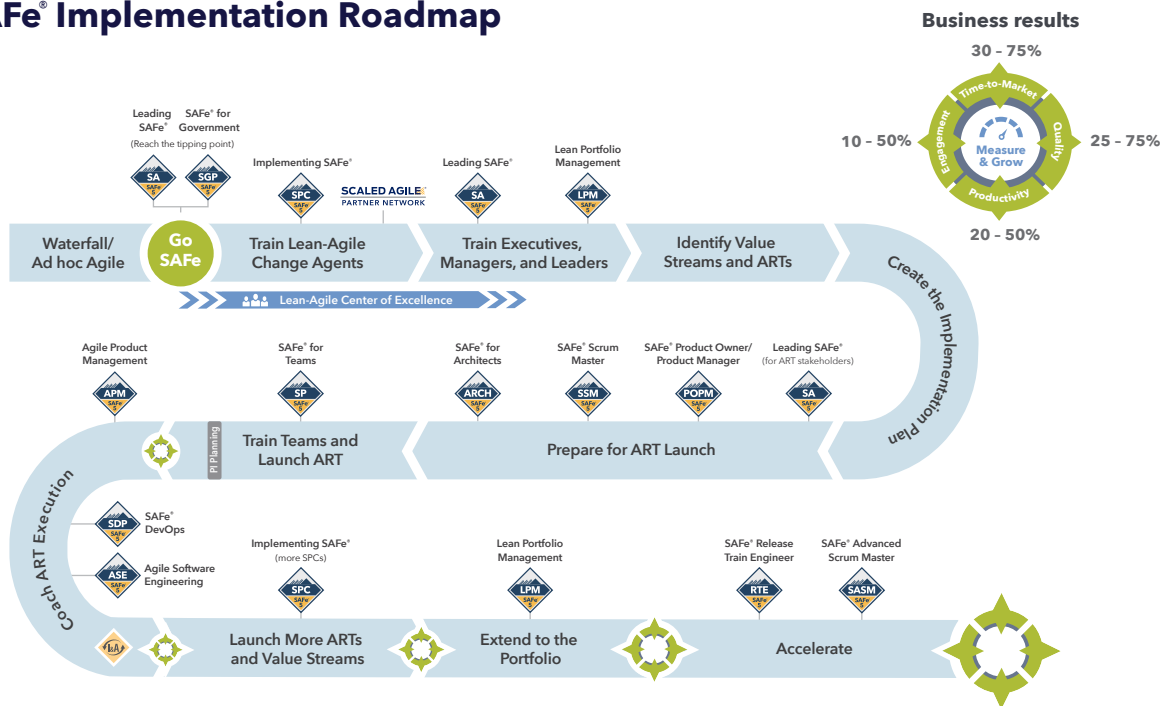 AFe® Implementation Roadmap
Business results
30 – 75%
Time-to-Market
10 – 50%
Engagement
Measure
& Grow
Quality
25 – 75%
Productivity
20 – 50%
Leading
SAFe®
SAFe® for
Government
(Reach the tipping point)
SA
SAFe
5
SGP
SAFe
5
Implementing SAFe®
SPC
SAFe
5
SCALED AGILE
PARTNER NETWORK
Leading SAFe®
SA
SAFe
5
Lean Portfolio
Management
LPM
SAFe
5
Waterfall/
Ad hoc Agile
Go
SAFe
Train Lean-Agile
Change Agents
Train Executives,
Managers, and Leaders
Identify Value
Streams and ARTs
Create the Implementation Plan
Lean-Agile Center of Excellence
Agile Product
Management
APM
SAFe
5
SAFe® for
Teams
SP
SAFe
5
SAFe® for
Architects
ARCH
SAFe
5
SAFe® Scrum
Master
SSM
SAFe
5
SAFe® Product Owner/
Product Manager
POPM
SAFe
5
Leading SAFe®
(for ART stakeholders)
SA
SAFe
5
PI Planning
Train Teams and
Launch ART
Prepare for ART Launch
Coach ART Execution
SDP
SAFe
5
SAFe®
DevOps
ASE
SAFe
5
Agile Software
Engineering
I&A
Implementing SAFe®
(more SPCs)
SPC
SAFe
5
Lean Portfolio
Management
LPM
SAFe
5
SAFe® Release
Train Engineer
RTE
SAFe
5
SAFe® Advanced
Scrum Master
SASM
SAFe
5
Launch More ARTs
and Value Streams
Extend to the
Portfolio
Accelerate